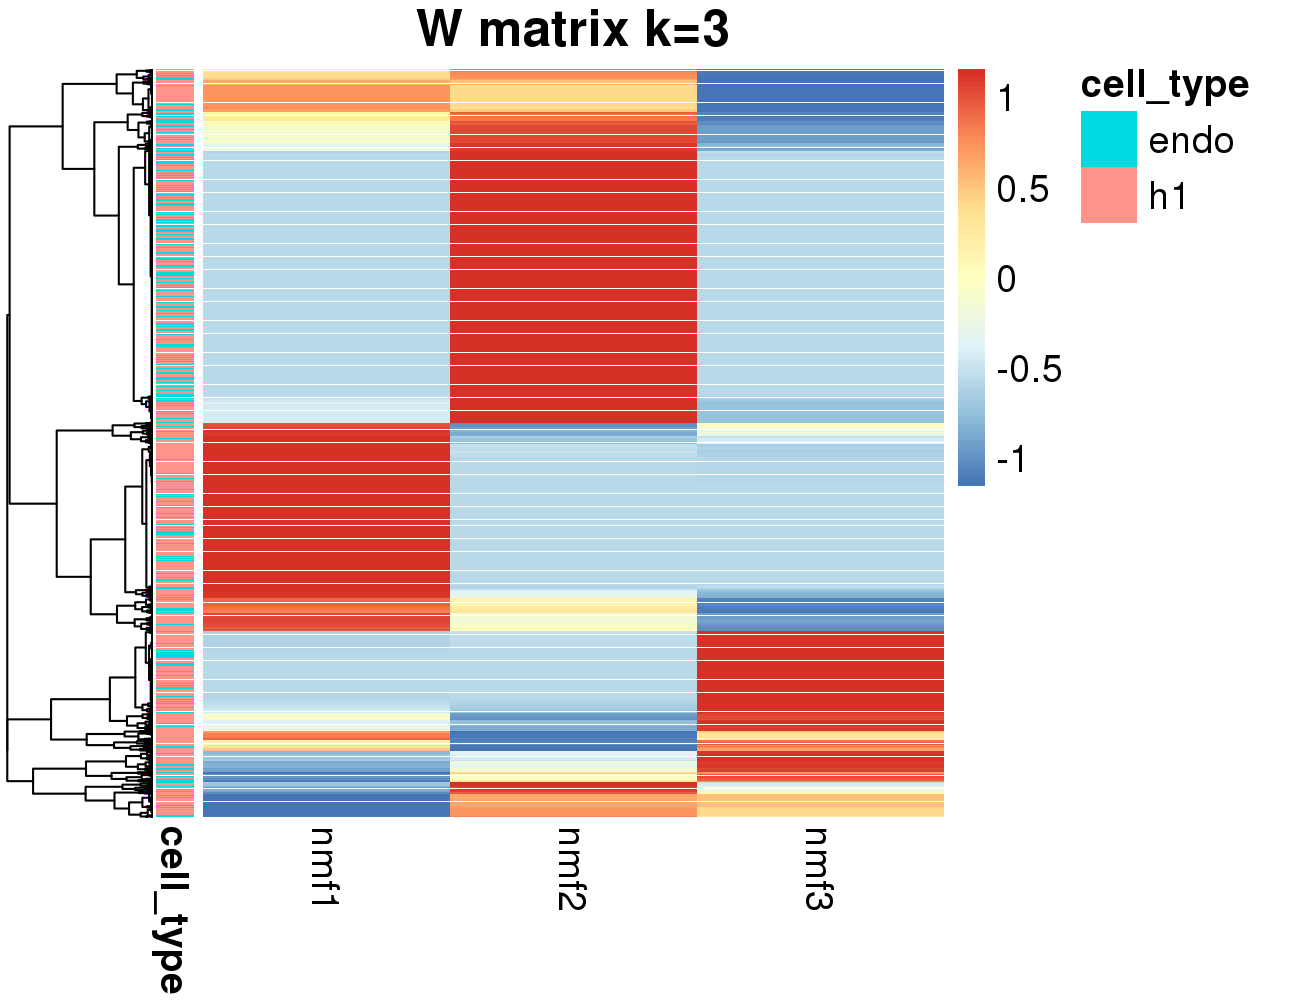 W matrix k=3
1
0.5
0
-0.5
-1
cell_type
endo
h1
cell_type
nmf1
nmf2
nmf3